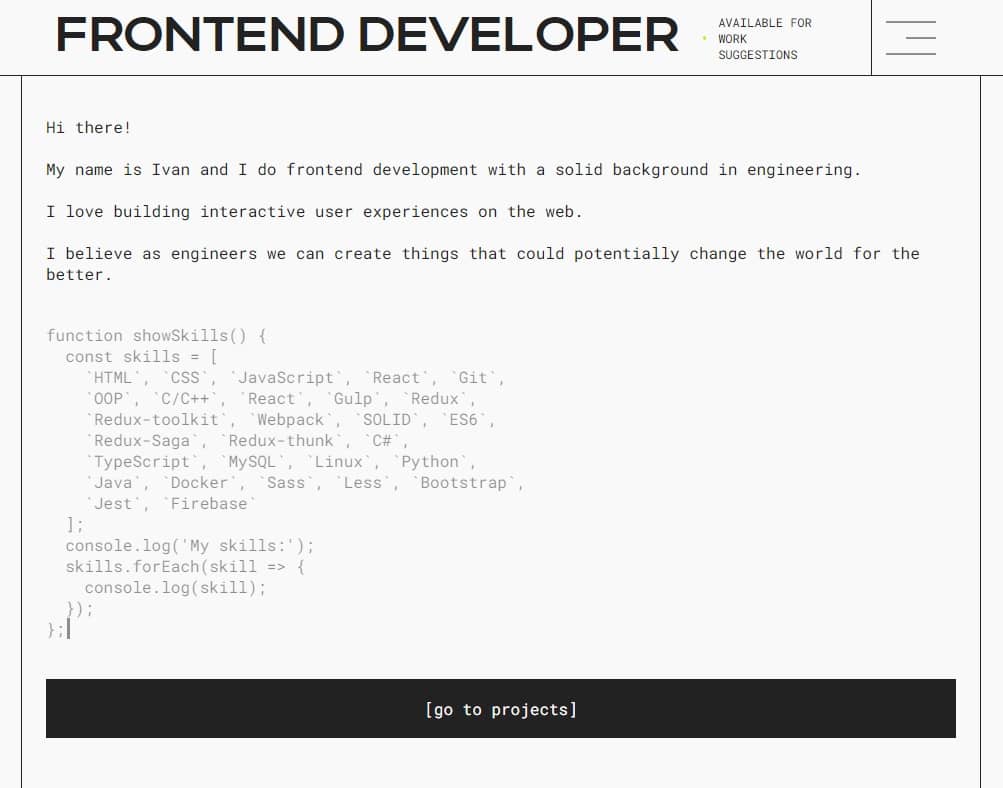 FRONTEND DEVELOPER
AVAILABLE FOR
WORK
SUGGESTIONS
Hi there!
My name is Ivan and I do frontend development with a solid background in engineering.
I love building interactive user experiences on the web.
I believe as engineers we can create things that could potentially change the world for the
better.
function showSkills() {
  const skills = [
    `HTML`, `CSS`, `JavaScript`, `React`, `Git`,
    `OOP`, `C/C++`, `React`, `Gulp`, `Redux`,
    `Redux-toolkit`, `Webpack`, `SOLID`, `ES6`,
    `Redux-Saga`, `Redux-thunk`, `C#`,
    `TypeScript`, `MySQL`, `Linux`, `Python`,
    `Java`, `Docker`, `Sass`, `Less`, `Bootstrap`,
    `Jest`, `Firebase`
  ];
  console.log('My skills:');
  skills.forEach(skill => {
    console.log(skill);
  });
};
[go to projects]